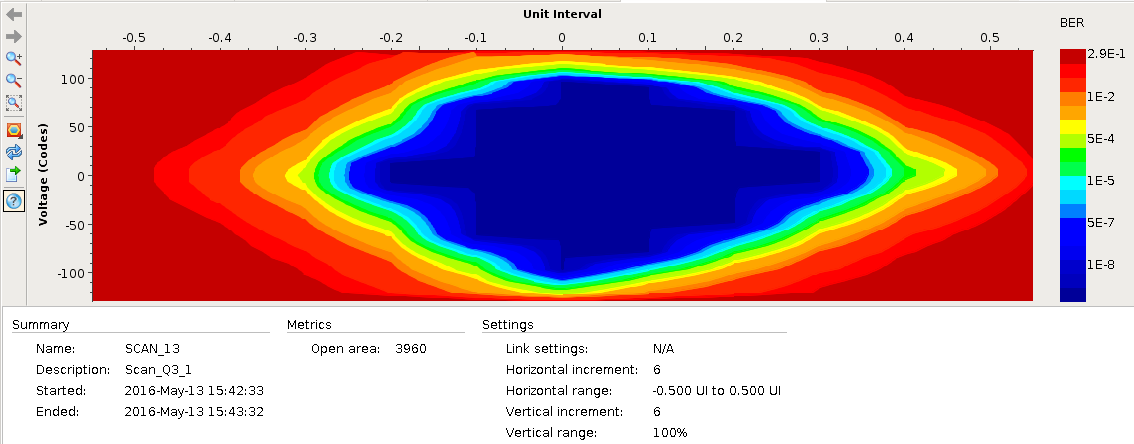 Unit Interval
-0.5 -0.4 -0.3 -0.2 -0.1 0 0.1 0.2 0.3 0.4 0.5
BER
Voltage (Codes)
100
50
0
-50
-100
2.9E-1
1E-2
5E-4
1E-5
5E-7
1E-8
Summary
Name: SCAN_13
Description: Scan_Q3_1
Started: 2016-May-13 15:42:33
Ended: 2016-May-13 15:43:32
Metrics
Open area: 3960
Settings
Link settings: N/A
Horizontal increment: 6
Horizontal range: -0.500 UI to 0.500 UI
Vertical increment: 6
Vertical range: 100%